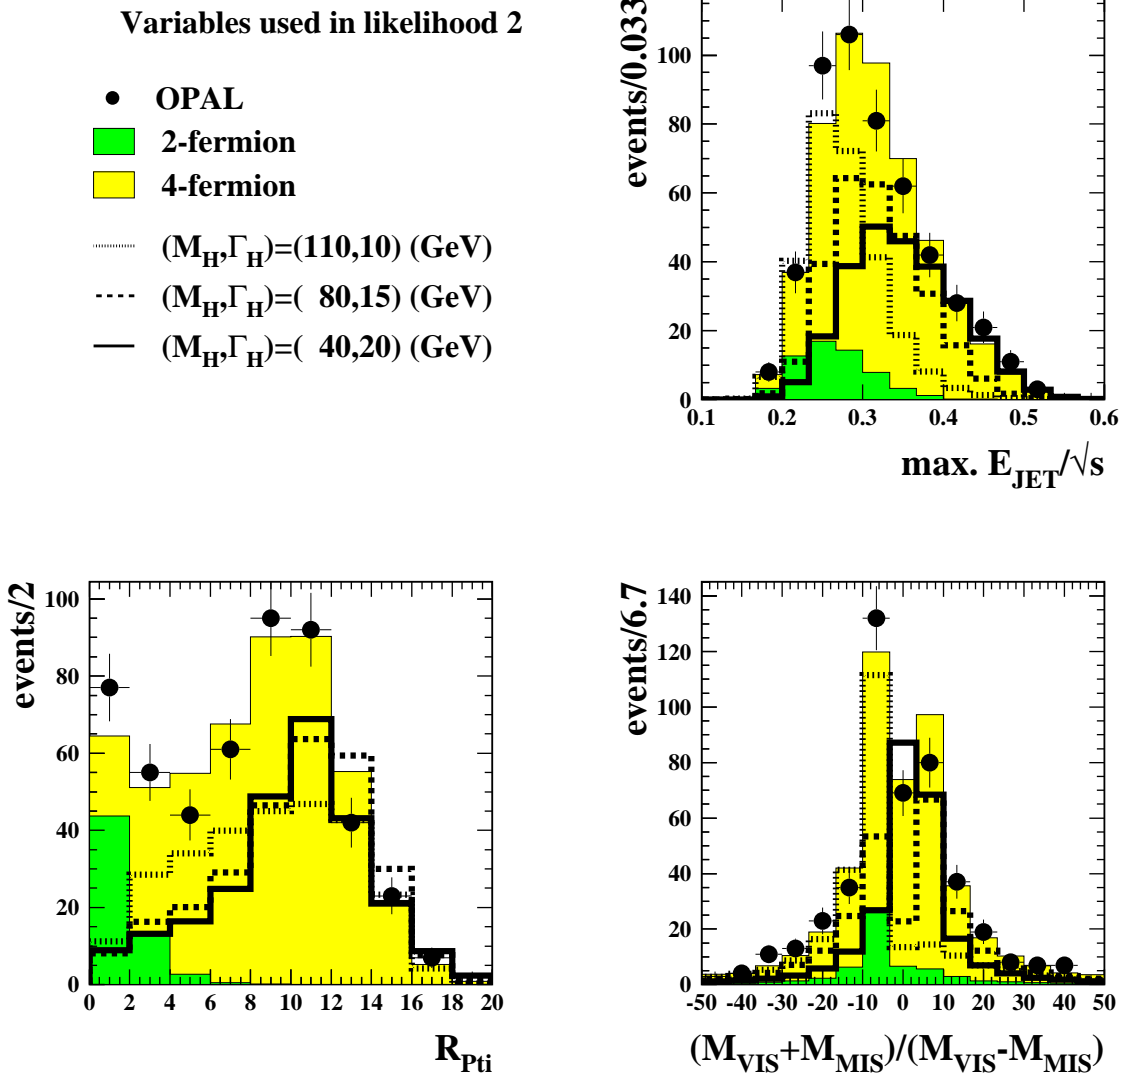 Variables used in likelihood 2
OPAL
2-fermion
4-fermion
(M_H,Γ_H)=(110,10) (GeV)
(M_H,Γ_H)=( 80,15) (GeV)
(M_H,Γ_H)=( 40,20) (GeV)
events/0.033
100
80
60
40
20
0
0.1 0.2 0.3 0.4 0.5 0.6
max. E_JET/√s
events/2
100
80
60
40
20
0
0 2 4 6 8 10 12 14 16 18 20
R_Pti
events/6.7
140
120
100
80
60
40
20
0
-50 -40 -30 -20 -10 0 10 20 30 40 50
(M_VIS+M_MIS)/(M_VIS-M_MIS)